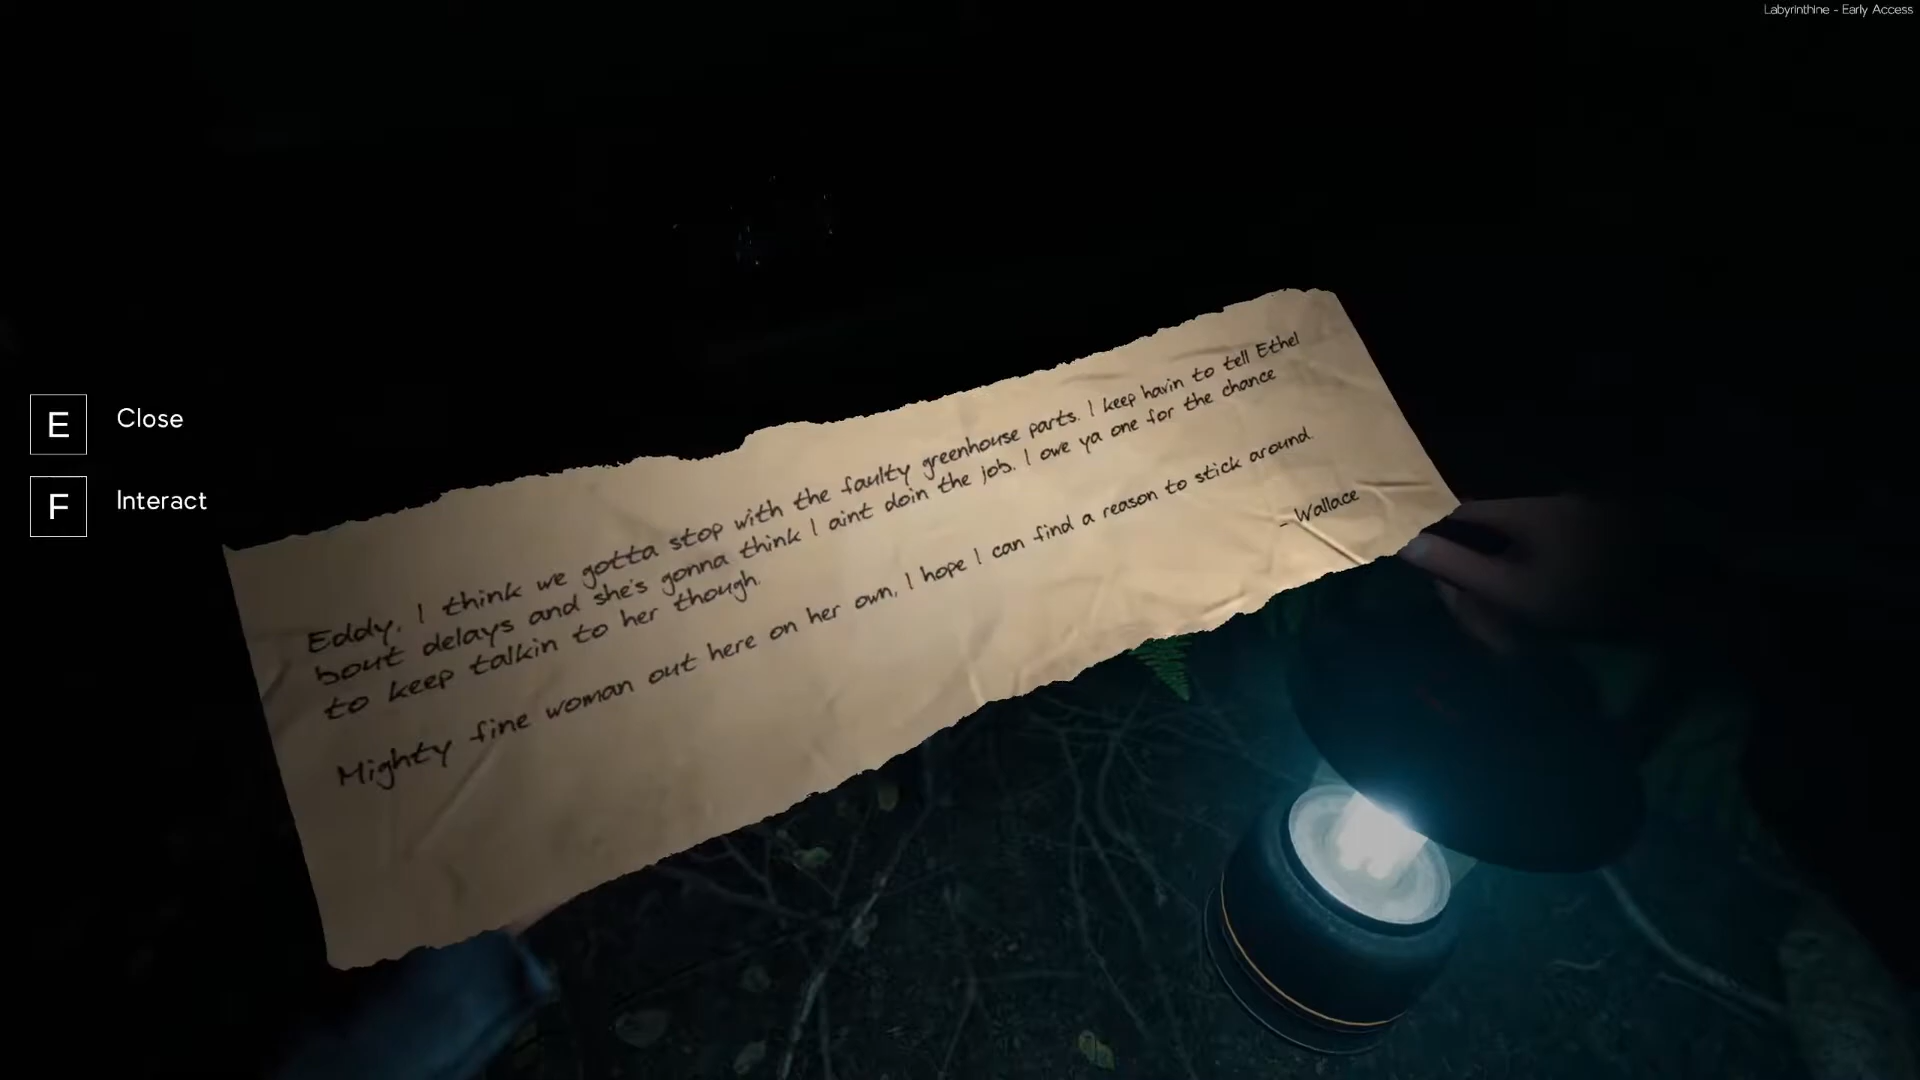 Labyrinthine - Early Access
E Close
F Interact
Eddy, I think we gotta stop with the faulty greenhouse parts. I keep havin to tell Ethel
bout delays and she's gonna think I aint doin the job. I owe ya one for the chance
to keep talkin to her though.
Mighty fine woman out here on her own, I hope I can find a reason to stick around.
- Wallace